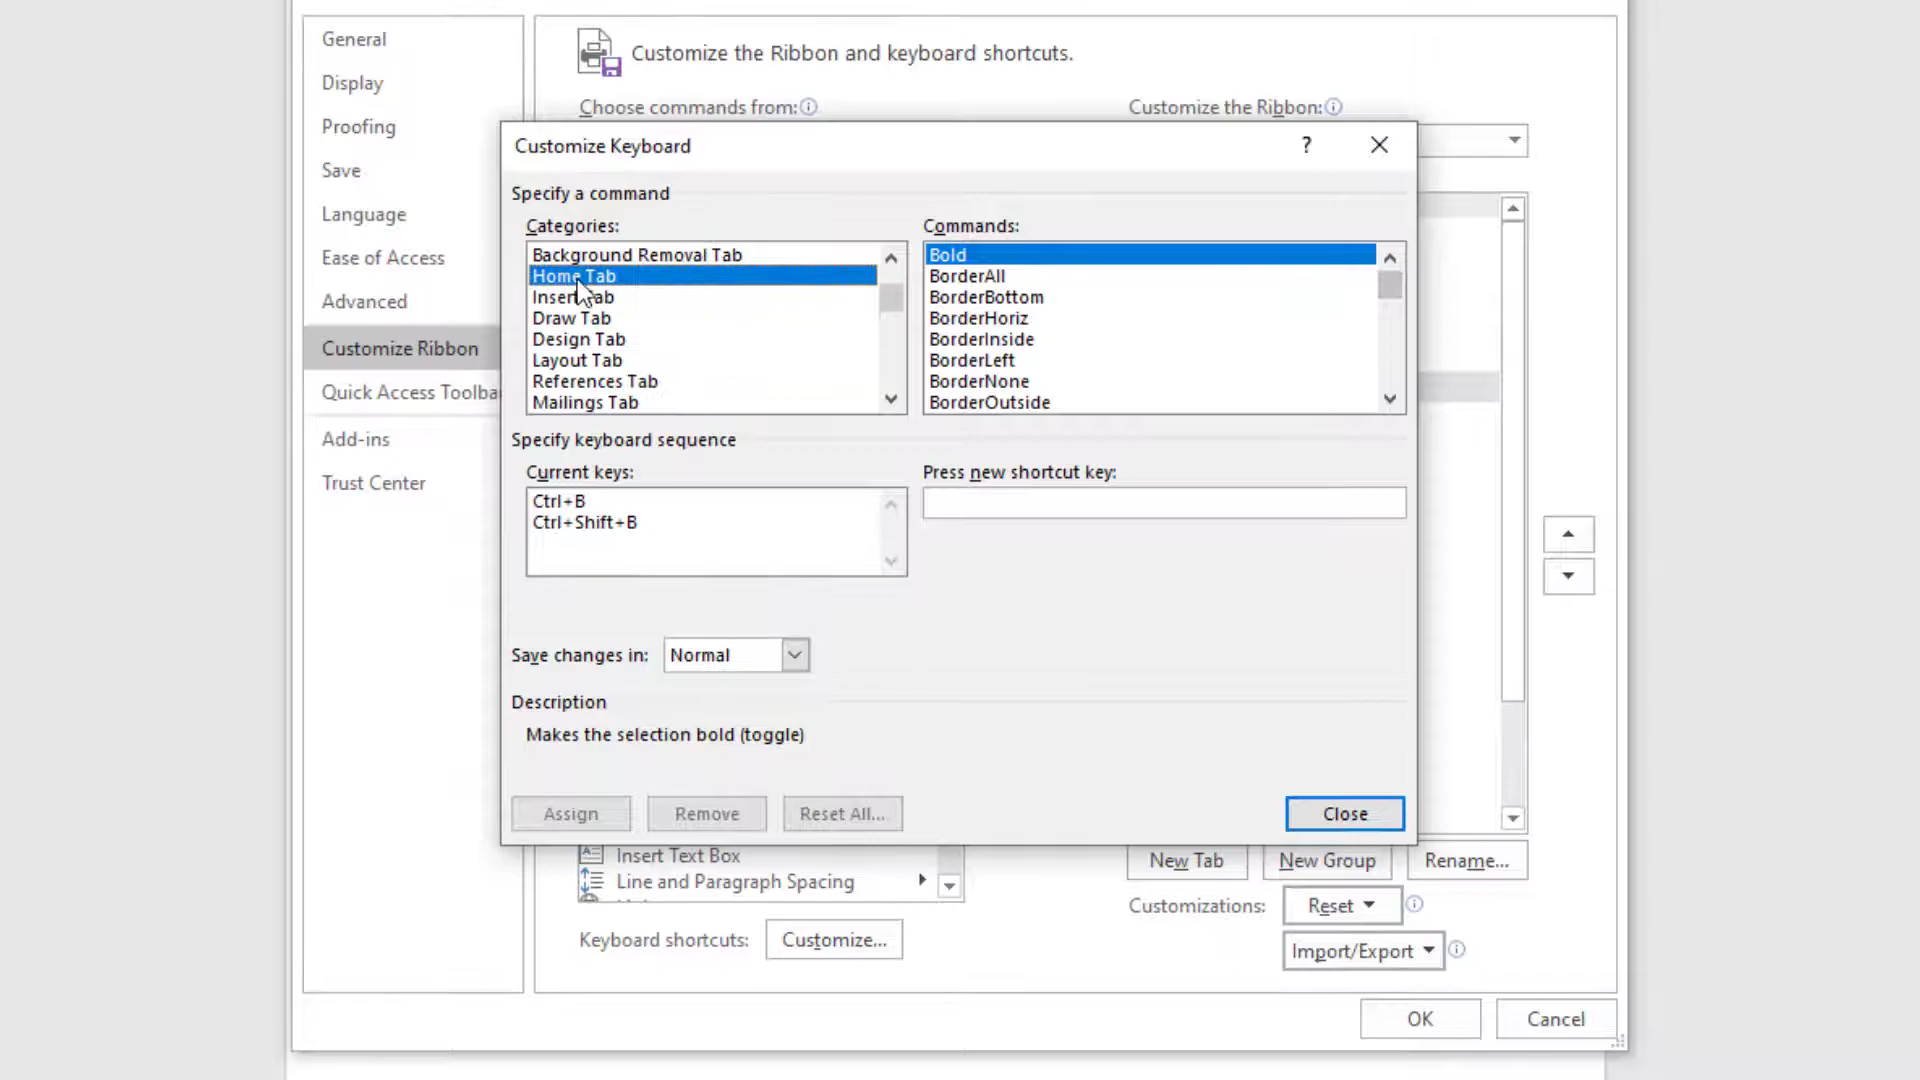 General
Display
Proofing
Save
Language
Ease of Access
Advanced
Customize Ribbon
Quick Access Toolba
Add-ins
Trust Center
Customize the Ribbon and keyboard shortcuts.
Choose commands from:
Customize the Ribbon:
Customize Keyboard
?
Specify a command
Categories:
Background Removal Tab
Home Tab
Insert Tab
Draw Tab
Design Tab
Layout Tab
References Tab
Mailings Tab
Commands:
Bold
BorderAll
BorderBottom
BorderHoriz
BorderInside
BorderLeft
BorderNone
BorderOutside
Specify keyboard sequence
Current keys:
Ctrl+B
Ctrl+Shift+B
Press new shortcut key:
Save changes in: Normal
Description
Makes the selection bold (toggle)
Assign Remove Reset All... Close
Insert Text Box
Line and Paragraph Spacing
New Tab New Group Rename...
Customizations: Reset
Keyboard shortcuts: Customize...
Import/Export
OK Cancel